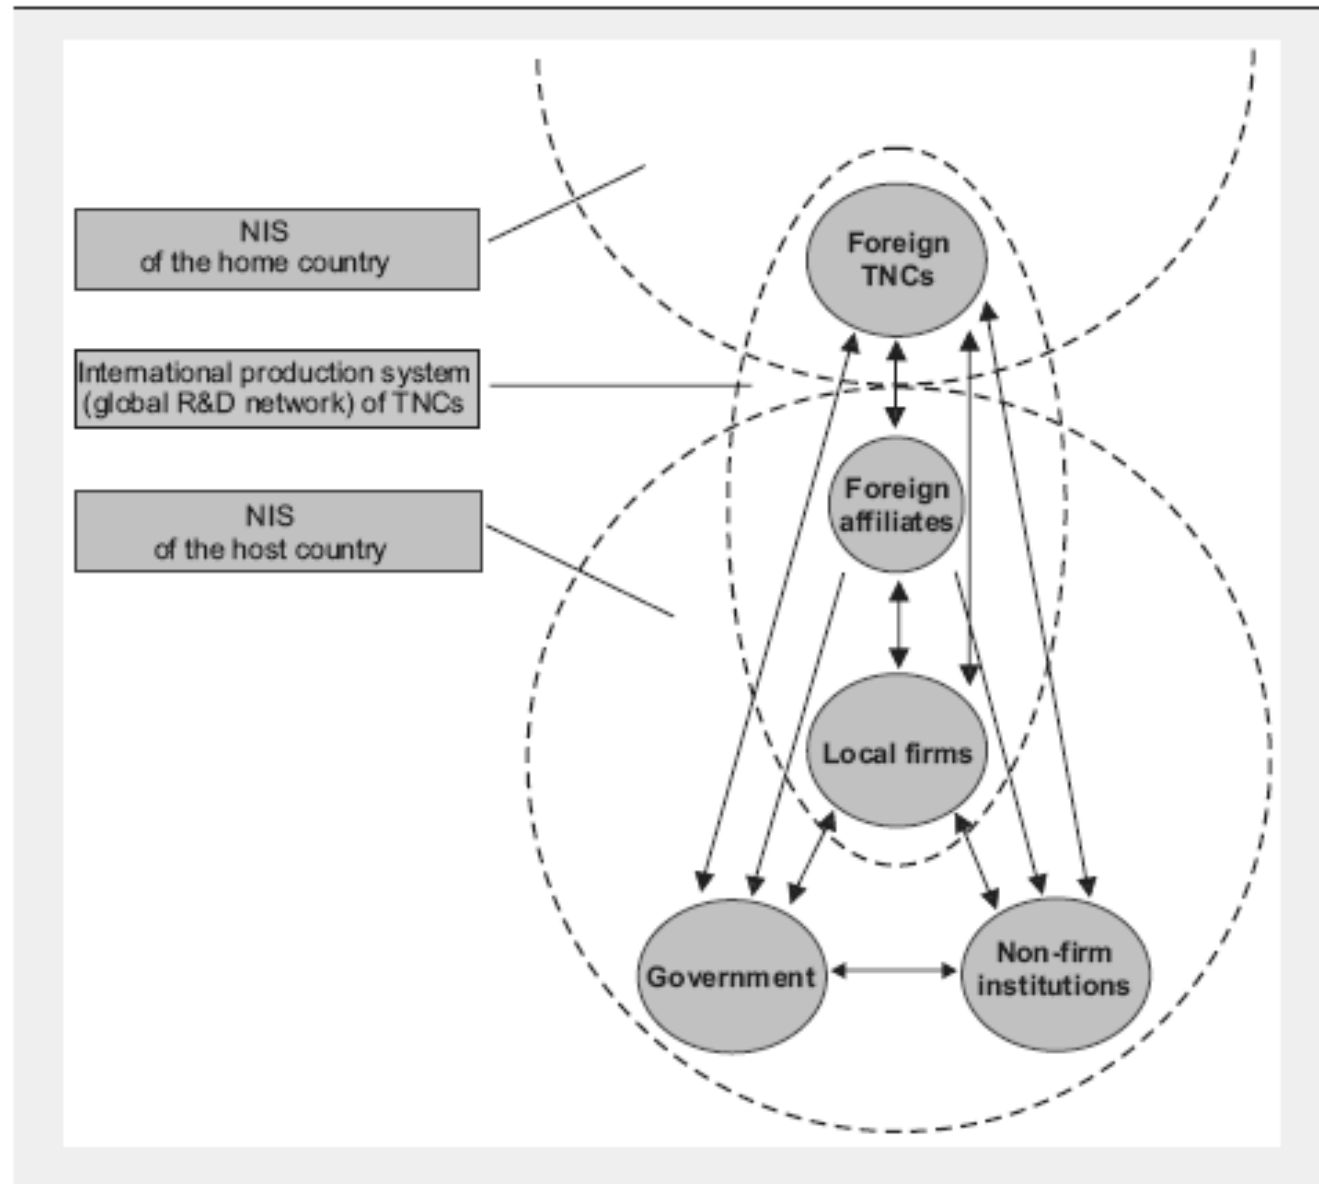 NIS
of the home country
International production system
(global R&D network) of TNCs
NIS
of the host country
Foreign
TNCs
Foreign
affiliates
Local firms
Government
Non-firm
institutions